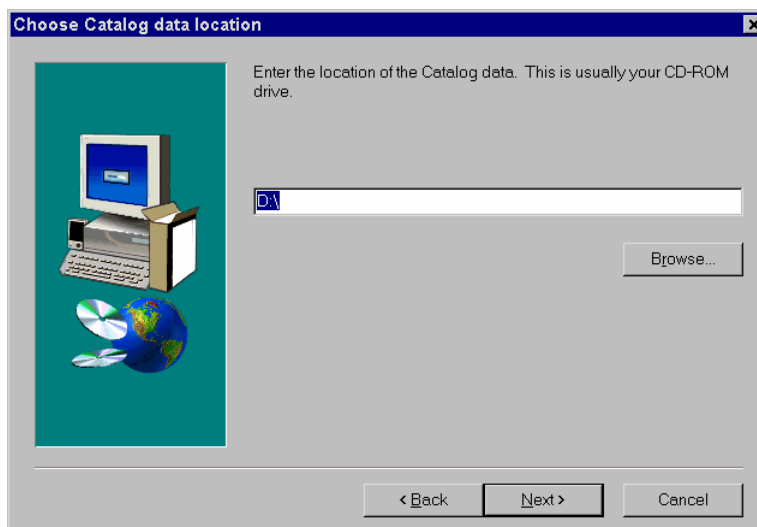 Choose Catalog data location
Enter the location of the Catalog data. This is usually your CD-ROM
drive.
D:\
Browse...
< Back
Next >
Cancel